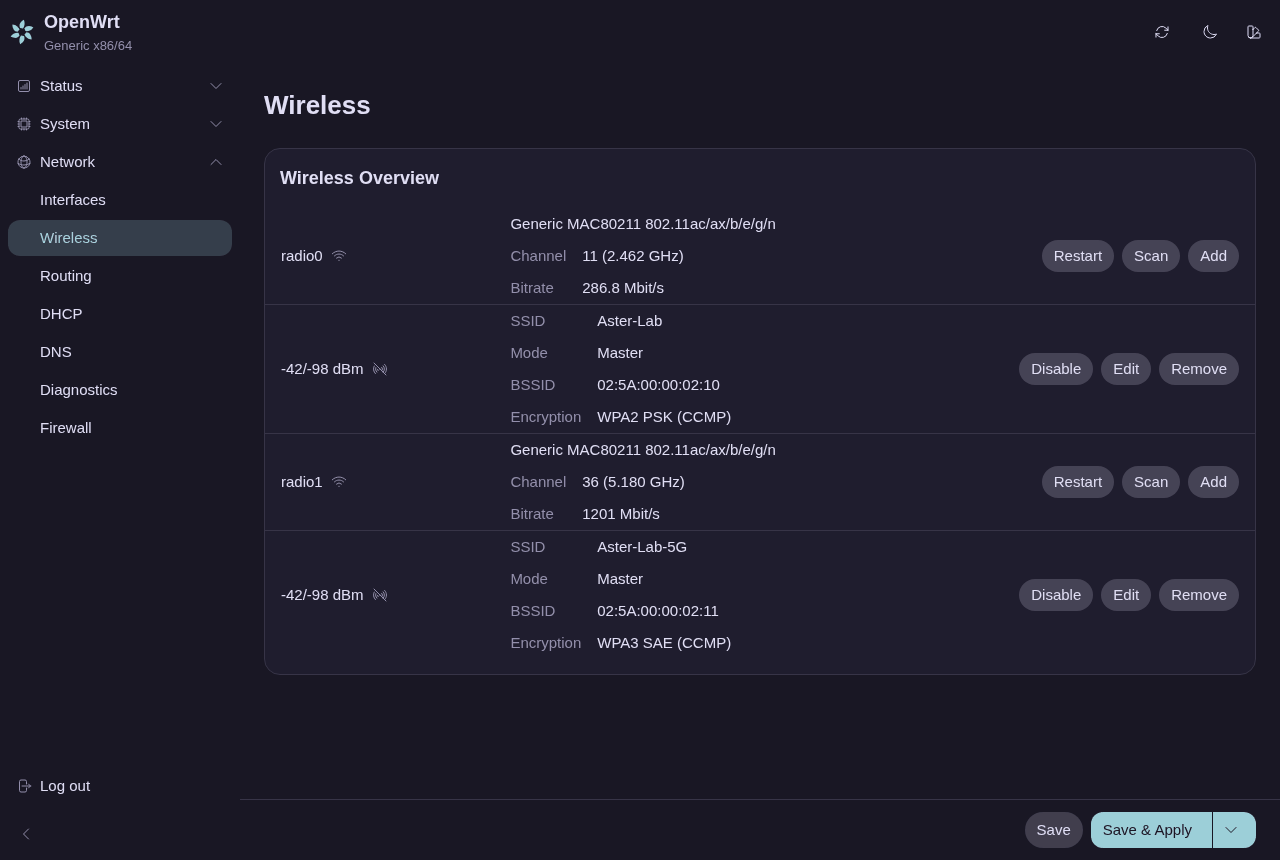 OpenWrt
Generic x86/64
Status
System
Network
Interfaces
Wireless
Routing
DHCP
DNS
Diagnostics
Firewall
Log out
Wireless
Wireless Overview
radio0
Generic MAC80211 802.11ac/ax/b/e/g/n
Channel 11 (2.462 GHz)
Bitrate 286.8 Mbit/s
Restart Scan Add
-42/-98 dBm
SSID Aster-Lab
Mode Master
BSSID 02:5A:00:00:02:10
Encryption WPA2 PSK (CCMP)
Disable Edit Remove
radio1
Generic MAC80211 802.11ac/ax/b/e/g/n
Channel 36 (5.180 GHz)
Bitrate 1201 Mbit/s
Restart Scan Add
-42/-98 dBm
SSID Aster-Lab-5G
Mode Master
BSSID 02:5A:00:00:02:11
Encryption WPA3 SAE (CCMP)
Disable Edit Remove
Save Save & Apply